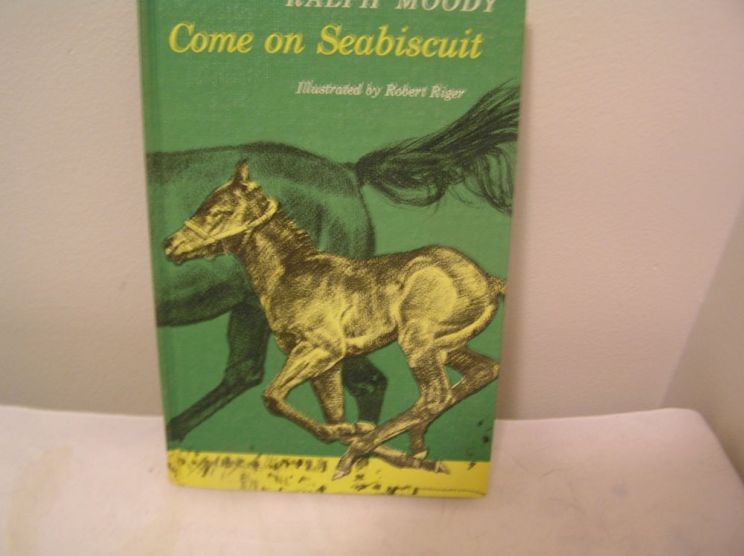 RALPH MOODY
Come on Seabiscuit
Illustrated by Robert Riger